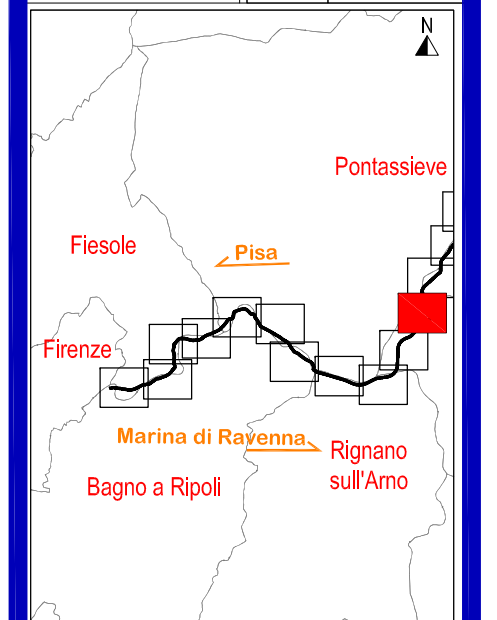 N
Pontassieve
Fiesole
Pisa
Firenze
Marina di Ravenna
Rignano
sull'Arno
Bagno a Ripoli